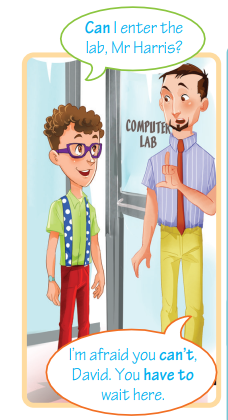 Can I enter the
lab, Mr Harris?
COMPUTER
LAB
I'm afraid you can't,
David. You have to
wait here.